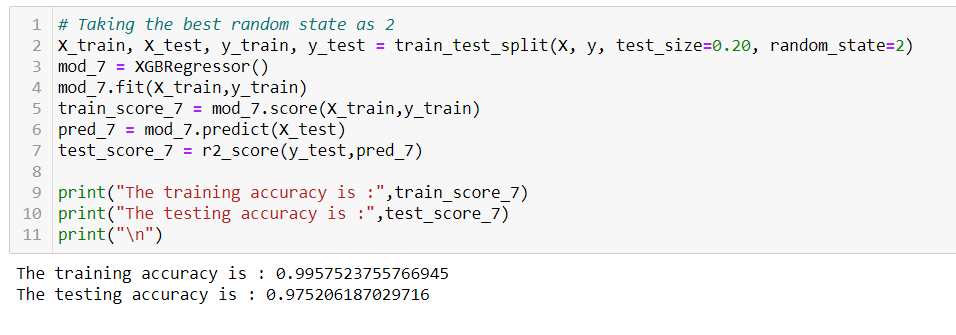 1 # Taking the best random state as 2
2 X_train, X_test, y_train, y_test = train_test_split(X, y, test_size=0.20, random_state=2)
3 mod_7 = XGBRegressor()
4 mod_7.fit(X_train,y_train)
5 train_score_7 = mod_7.score(X_train,y_train)
6 pred_7 = mod_7.predict(X_test)
7 test_score_7 = r2_score(y_test,pred_7)
8
9 print("The training accuracy is :",train_score_7)
10 print("The testing accuracy is :",test_score_7)
11 print("\n")
The training accuracy is : 0.9957523755766945
The testing accuracy is : 0.975206187029716